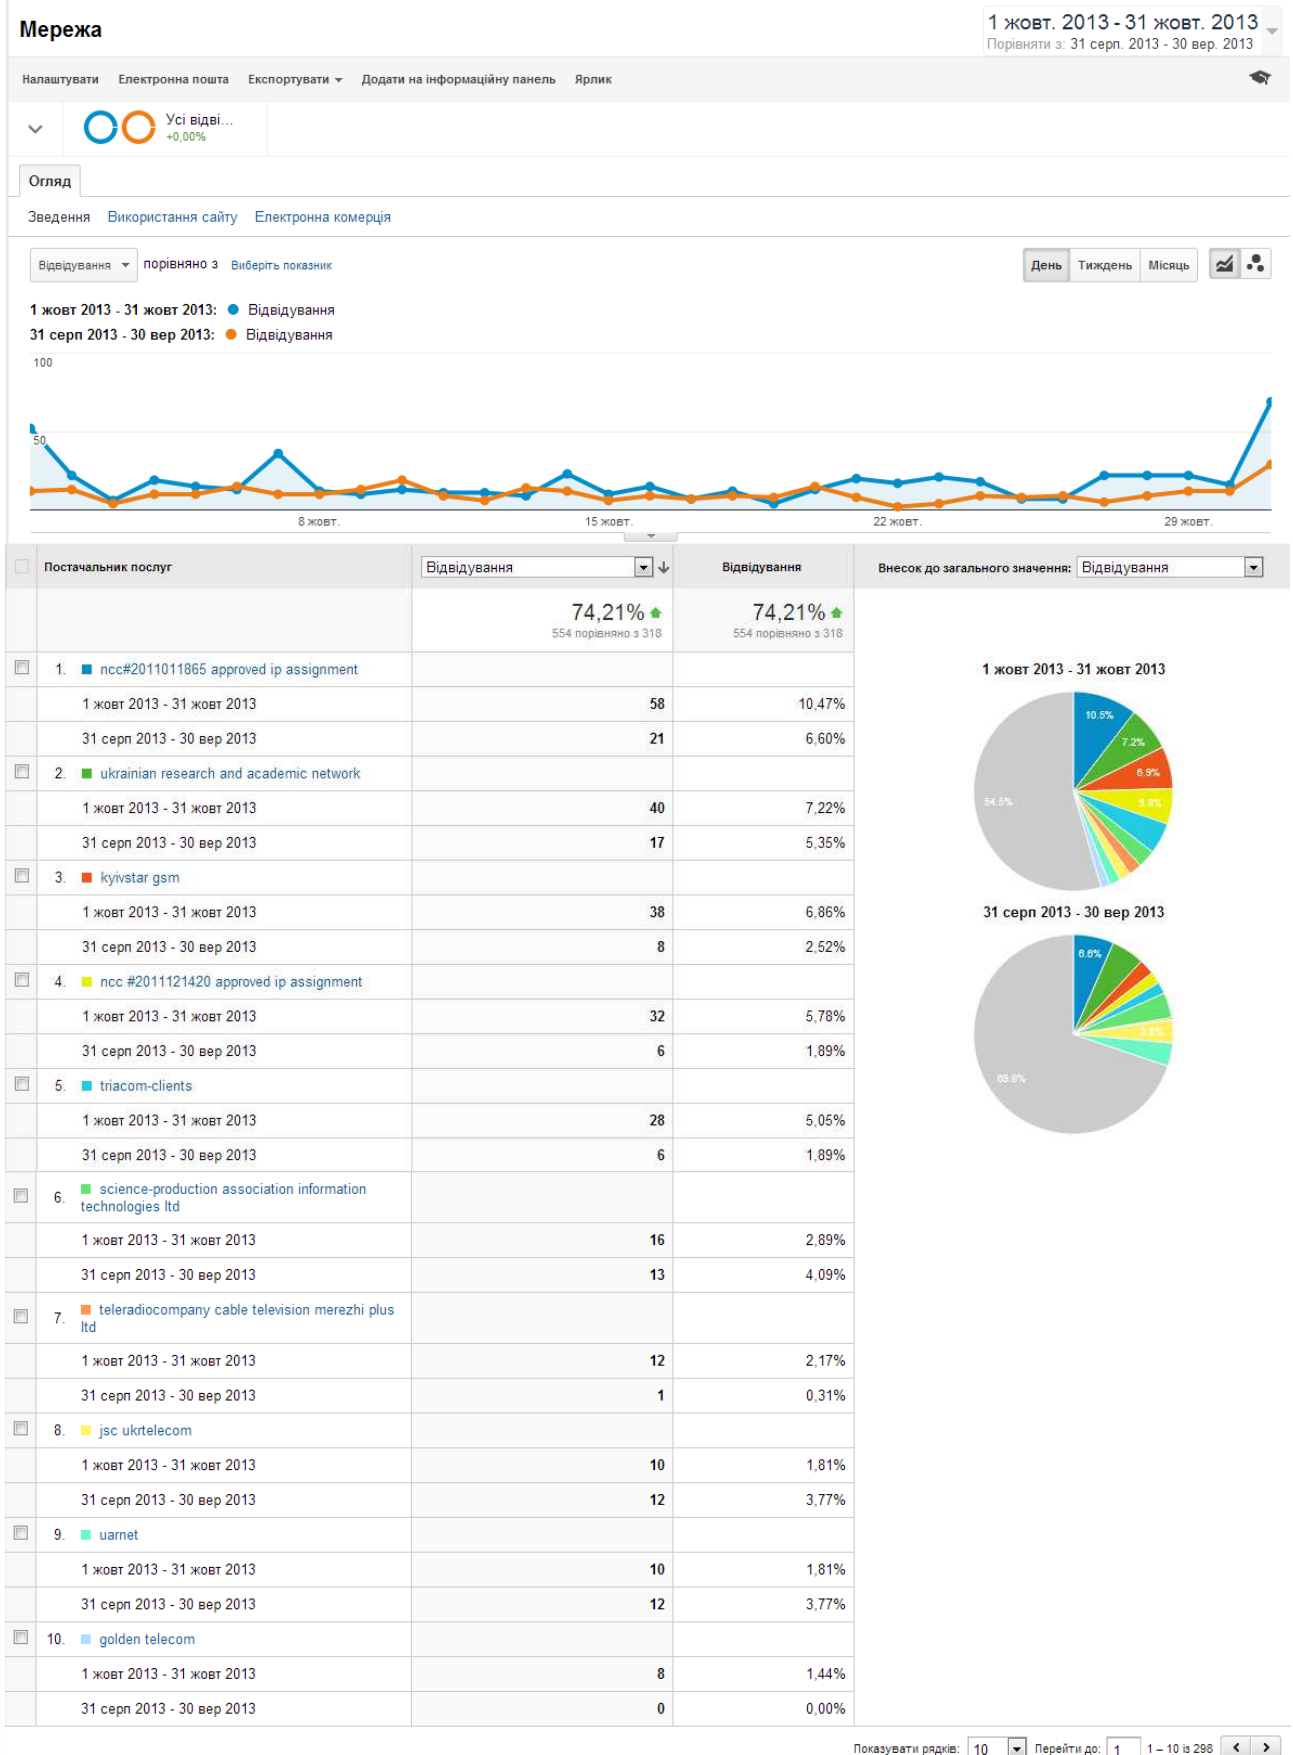 Мережа
1 жовт. 2013 - 31 жовт. 2013
Порівняти з: 31 серп. 2013 - 30 вер. 2013
Налаштувати Електронна пошта Експортувати Додати на інформаційну панель Ярлик
Усі відві...
+0,00%
Огляд
Зведення Використання сайту Електронна комерція
Відвідування порівняно з Виберіть показник
День Тиждень Місяць
1 жовт 2013 - 31 жовт 2013: Відвідування
31 серп 2013 - 30 вер 2013: Відвідування
100
50
8 жовт. 15 жовт. 22 жовт. 29 жовт.
Постачальник послуг Відвідування Відвідування Внесок до загального значення: Відвідування
74,21% 74,21%
554 порівняно з 318 554 порівняно з 318
1. ncc#2011011865 approved ip assignment
1 жовт 2013 - 31 жовт 2013 58 10,47%
31 серп 2013 - 30 вер 2013 21 6,60%
2. ukrainian research and academic network
1 жовт 2013 - 31 жовт 2013 40 7,22%
31 серп 2013 - 30 вер 2013 17 5,35%
3. kyivstar gsm
1 жовт 2013 - 31 жовт 2013 38 6,86%
31 серп 2013 - 30 вер 2013 8 2,52%
4. ncc #2011121420 approved ip assignment
1 жовт 2013 - 31 жовт 2013 32 5,78%
31 серп 2013 - 30 вер 2013 6 1,89%
5. triacom-clients
1 жовт 2013 - 31 жовт 2013 28 5,05%
31 серп 2013 - 30 вер 2013 6 1,89%
6. science-production association information
technologies ltd
1 жовт 2013 - 31 жовт 2013 16 2,89%
31 серп 2013 - 30 вер 2013 13 4,09%
7. teleradiocompany cable television merezhi plus
ltd
1 жовт 2013 - 31 жовт 2013 12 2,17%
31 серп 2013 - 30 вер 2013 1 0,31%
8. jsc ukrtelecom
1 жовт 2013 - 31 жовт 2013 10 1,81%
31 серп 2013 - 30 вер 2013 12 3,77%
9. uarnet
1 жовт 2013 - 31 жовт 2013 10 1,81%
31 серп 2013 - 30 вер 2013 12 3,77%
10. golden telecom
1 жовт 2013 - 31 жовт 2013 8 1,44%
31 серп 2013 - 30 вер 2013 0 0,00%
1 жовт 2013 - 31 жовт 2013
10.5%
7.2%
6.9%
5.8%
54.5%
31 серп 2013 - 30 вер 2013
6.6%
3.8%
69.8%
Показувати рядків: 10 Перейти до: 1 1 – 10 із 298